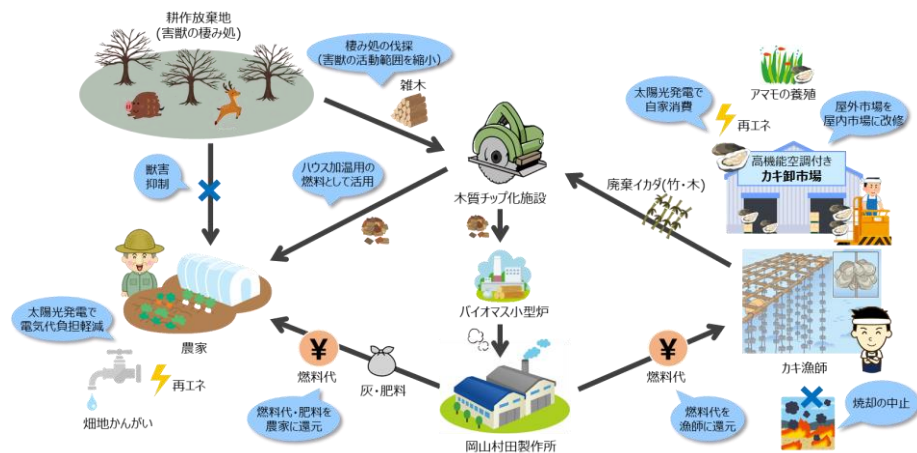 耕作放棄地
(害獣の棲み処)
棲み処の伐採
(害獣の活動範囲を縮小)
雑木
獣害
抑制
ハウス加温用の
燃料として活用
木質チップ化施設
廃棄イカダ(竹・木)
アマモの養殖
太陽光発電で
自家消費
再エネ
屋外市場を
屋内市場に改修
高機能空調付き
カキ卸市場
バイオマス小型炉
農家
太陽光発電で
電気代負担軽減
再エネ
畑地かんがい
¥
燃料代
灰・肥料
燃料代・肥料を
農家に還元
岡山村田製作所
¥
燃料代
燃料代を
漁師に還元
カキ漁師
焼却の中止